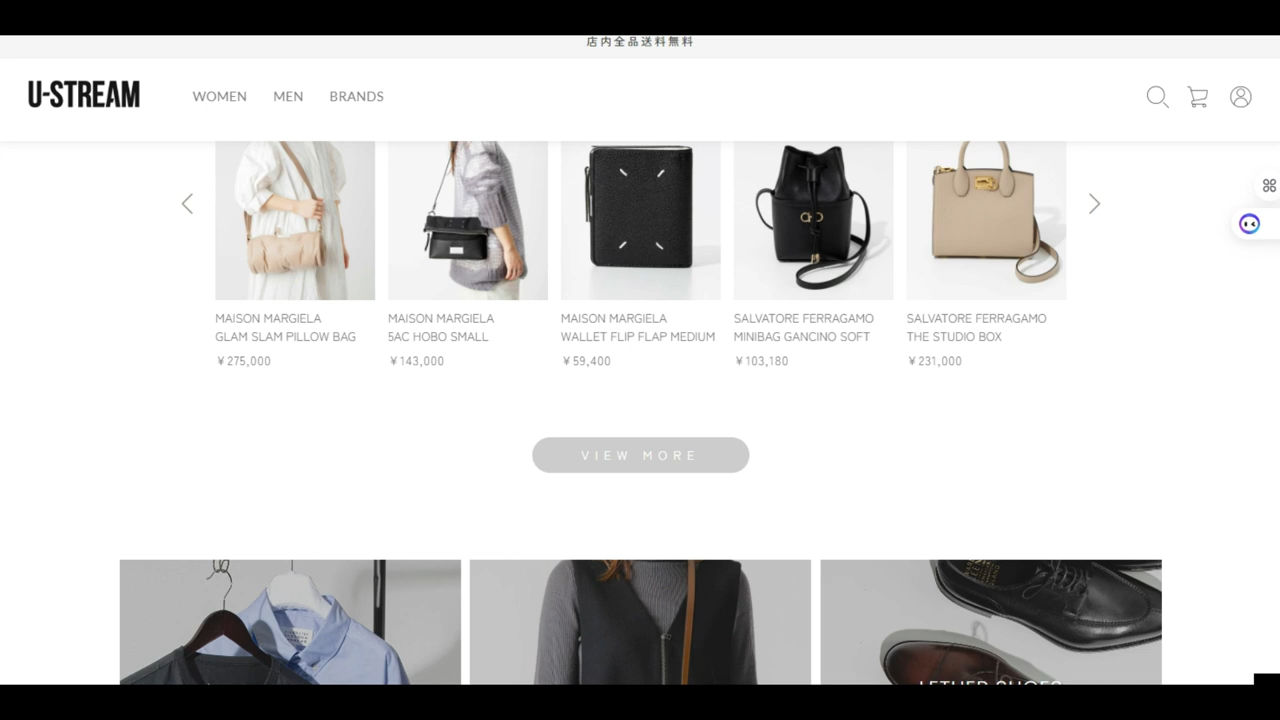 店内全品送料無料
U-STREAM
WOMEN MEN BRANDS
MAISON MARGIELA
GLAM SLAM PILLOW BAG
¥275,000
MAISON MARGIELA
5AC HOBO SMALL
¥143,000
MAISON MARGIELA
WALLET FLIP FLAP MEDIUM
¥59,400
SALVATORE FERRAGAMO
MINIBAG GANCINO SOFT
¥103,180
SALVATORE FERRAGAMO
THE STUDIO BOX
¥231,000
VIEW MORE
LETHER SHOES